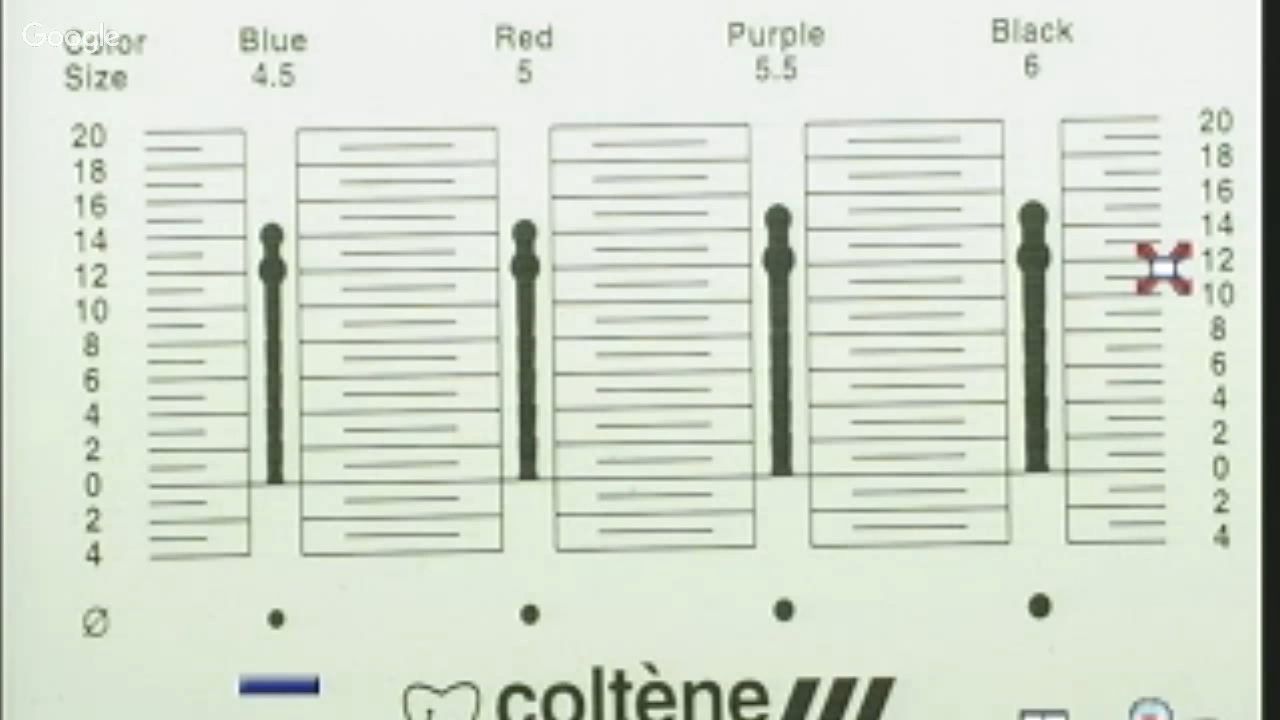 Google
Color Blue Red Purple Black
Size 4.5 5 5.5 6
20 20
18 18
16 16
14 14
12 12
10 10
8 8
6 6
4 4
2 2
0 0
2 2
4 4
Ø
coltène